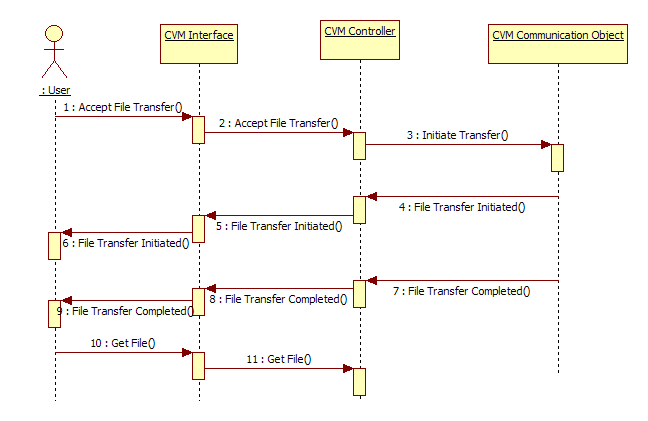 CVM Interface
CVM Controller
CVM Communication Object
: User
1 : Accept File Transfer()
2 : Accept File Transfer()
3 : Initiate Transfer()
4 : File Transfer Initiated()
5 : File Transfer Initiated()
6 : File Transfer Initiated()
7 : File Transfer Completed()
8 : File Transfer Completed()
9 : File Transfer Completed()
10 : Get File()
11 : Get File()